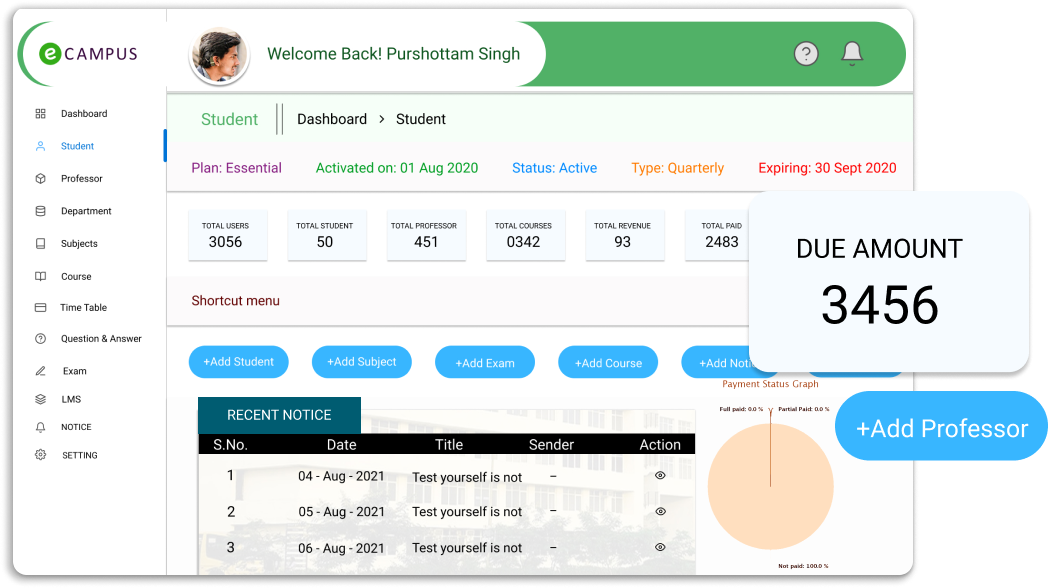 eCAMPUS
Welcome Back! Purshottam Singh
Dashboard
Student
Professor
Department
Subjects
Course
Time Table
Question & Answer
Exam
LMS
NOTICE
SETTING
Student
Dashboard > Student
Plan: Essential
Activated on: 01 Aug 2020
Status: Active
Type: Quarterly
Expiring: 30 Sept 2020
TOTAL USERS
3056
TOTAL STUDENT
50
TOTAL PROFESSOR
451
TOTAL COURSES
0342
TOTAL REVENUE
93
TOTAL PAID
2483
DUE AMOUNT
3456
Shortcut menu
+Add Student
+Add Subject
+Add Exam
+Add Course
+Add Noti
+Add Professor
RECENT NOTICE
S.No. Date Title Sender Action
1 04 - Aug - 2021 Test yourself is not –
2 05 - Aug - 2021 Test yourself is not –
3 06 - Aug - 2021 Test yourself is not –
Payment Status Graph
Full paid: 0.0 % Partial Paid: 0.0 %
Not paid: 100.0 %